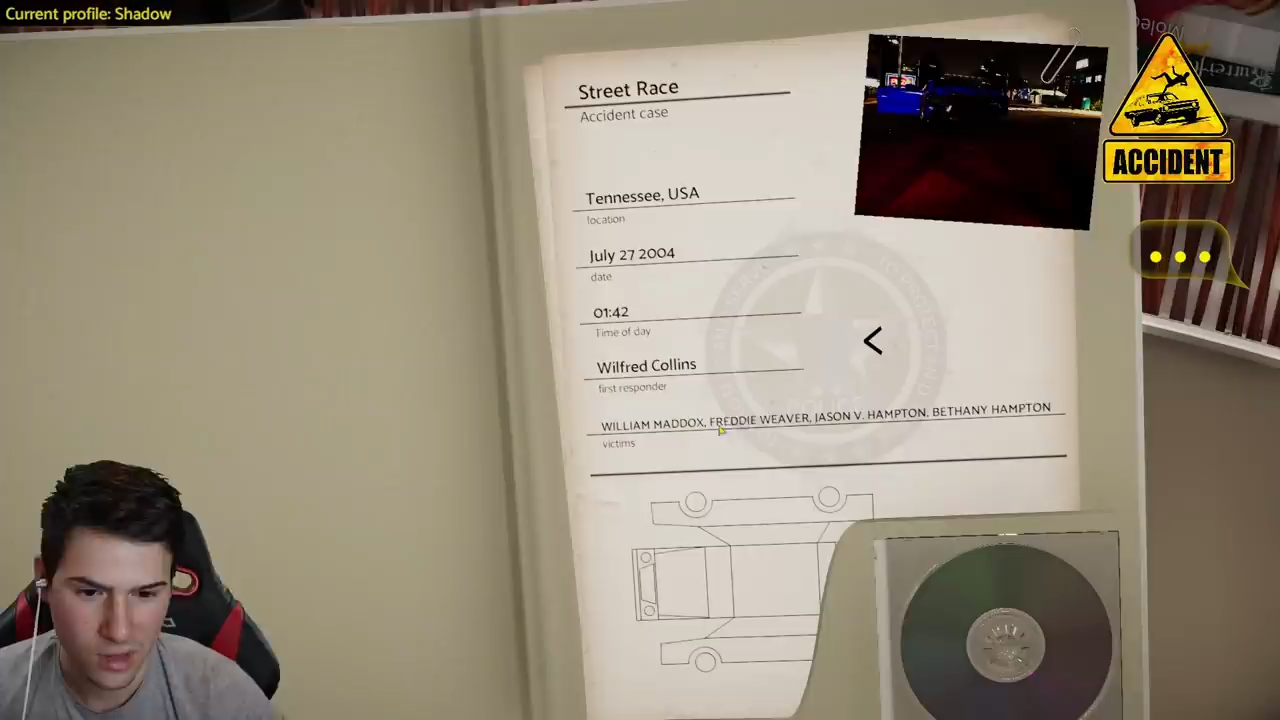 Current profile: Shadow
Street Race
Accident case
ACCIDENT
Tennessee, USA
location
July 27 2004
date
01:42
Time of day
Wilfred Collins
first responder
WILLIAM MADDOX, FREDDIE WEAVER, JASON V. HAMPTON, BETHANY HAMPTON
victims